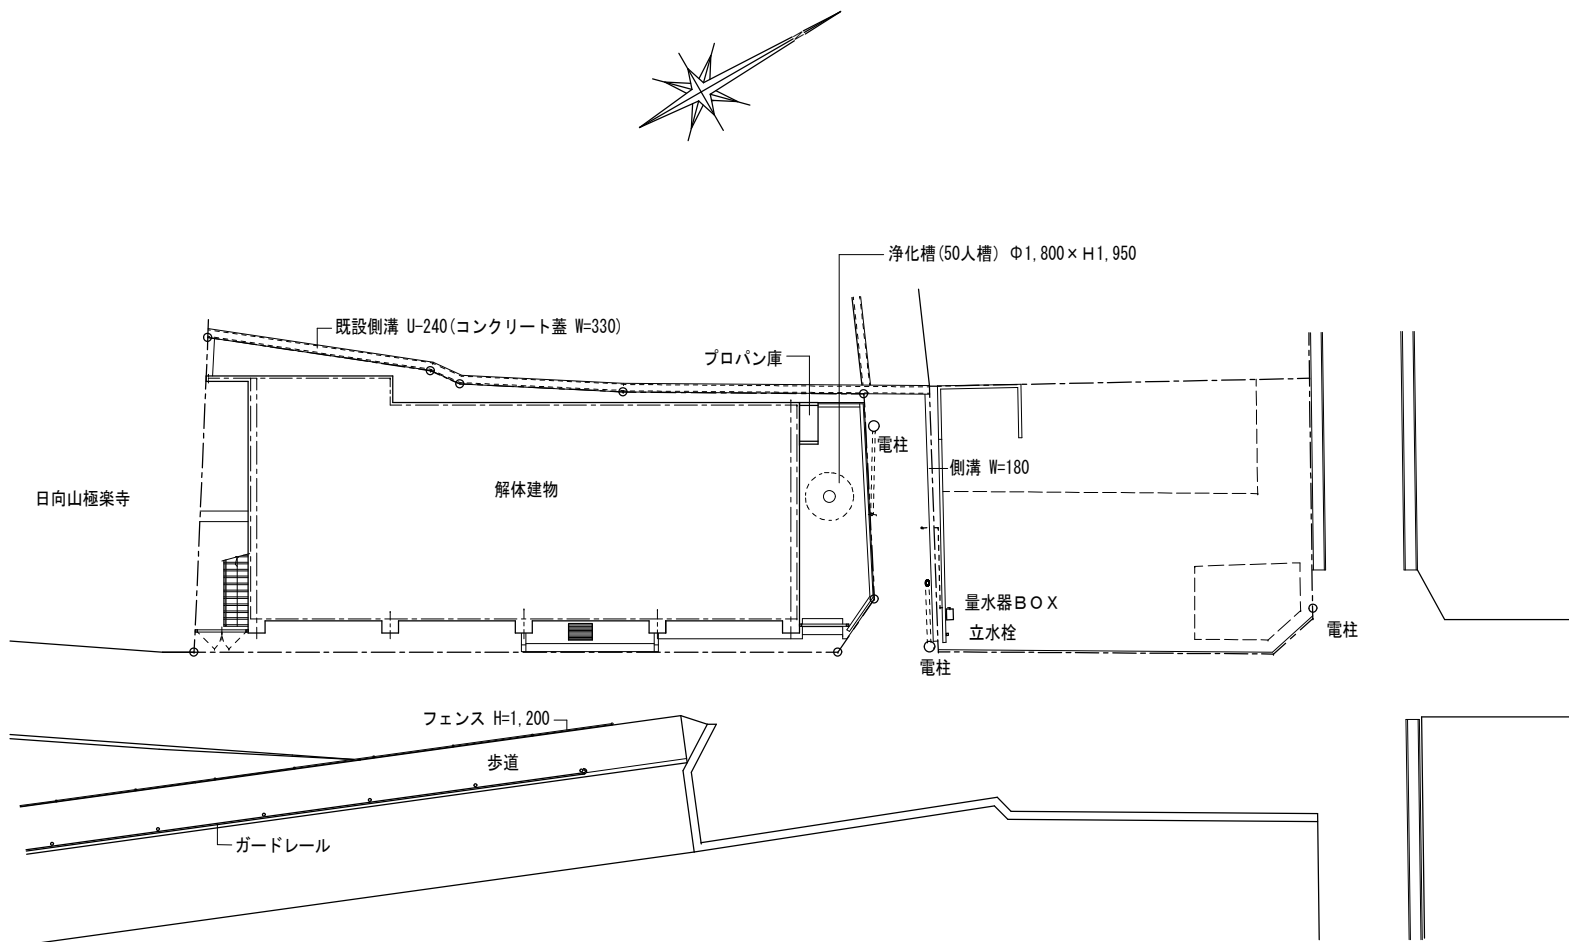 浄化槽(50人槽) Φ1,800×H1,950
既設側溝 U-240(コンクリート蓋 W=330)
プロパン庫
電柱
側溝 W=180
解体建物
日向山極楽寺
量水器BOX
立水栓
電柱
電柱
フェンス H=1,200
歩道
ガードレール